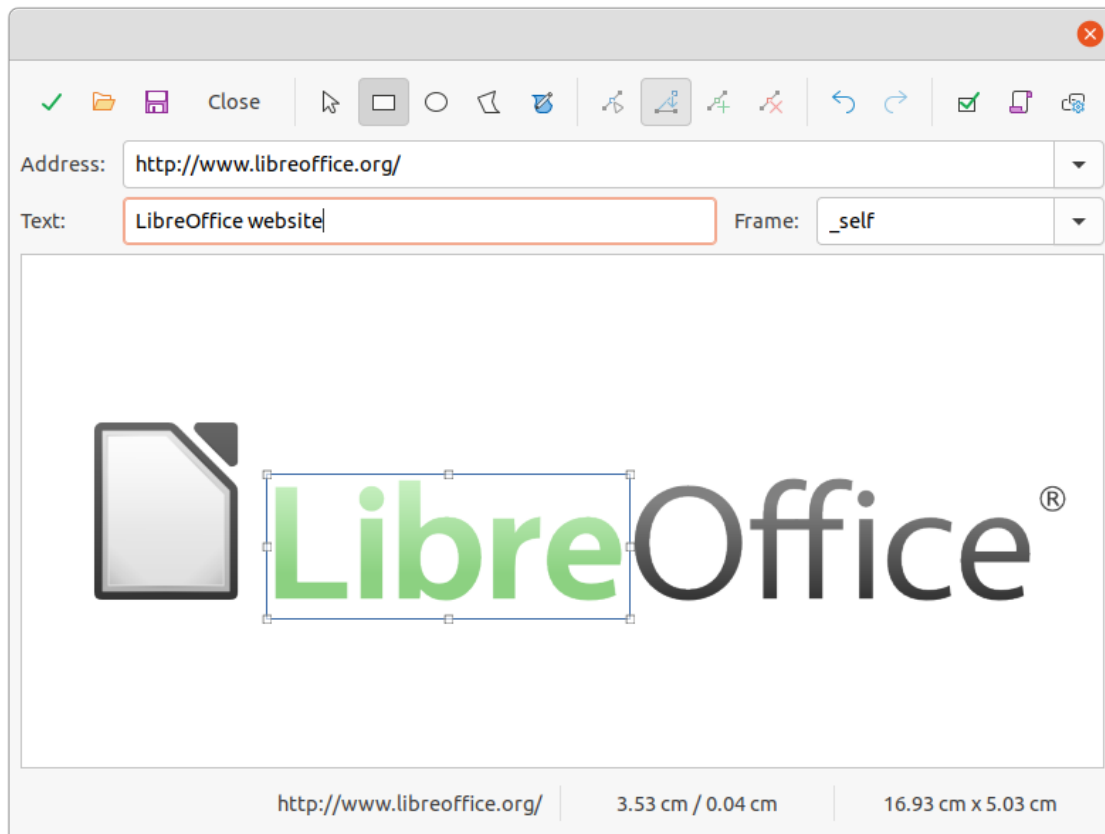 Close
Address: http://www.libreoffice.org/
Text: LibreOffice website Frame: _self
LibreOffice®
http://www.libreoffice.org/ 3.53 cm / 0.04 cm 16.93 cm x 5.03 cm